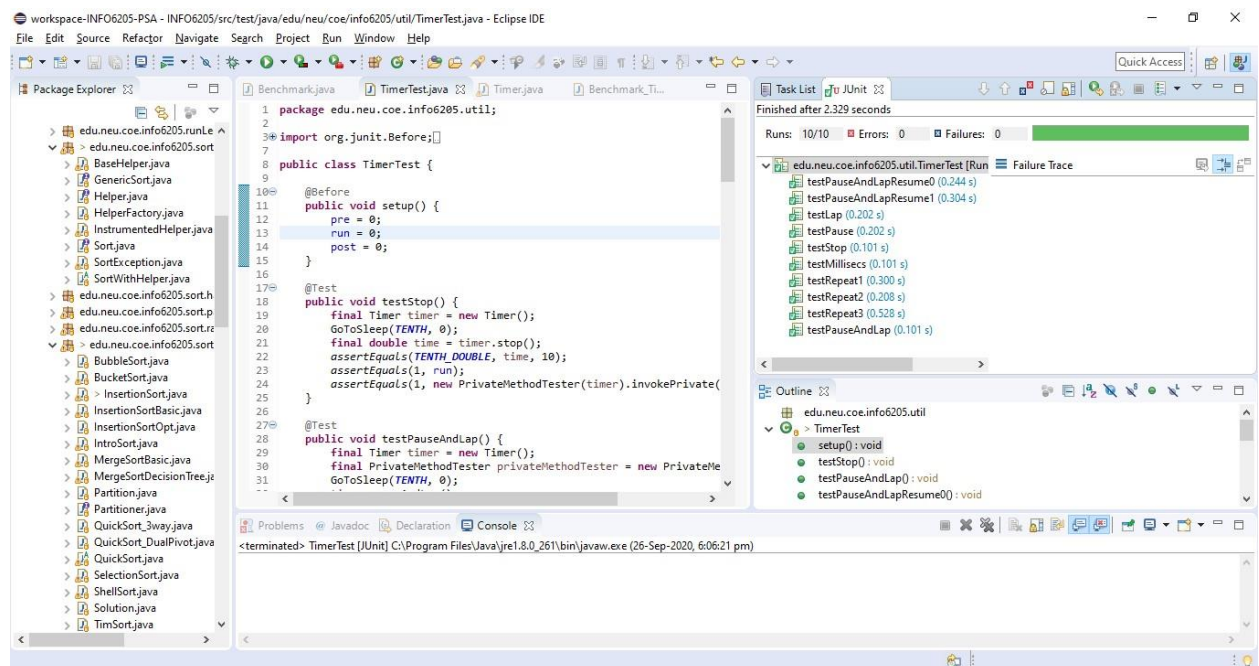 workspace-INFO6205-PSA - INFO6205/src/test/java/edu/neu/coe/info6205/util/TimerTest.java - Eclipse IDE
File Edit Source Refactor Navigate Search Project Run Window Help
Quick Access
Package Explorer
edu.neu.coe.info6205.runLe
> edu.neu.coe.info6205.sort
BaseHelper.java
GenericSort.java
Helper.java
HelperFactory.java
InstrumentedHelper.java
Sort.java
SortException.java
SortWithHelper.java
edu.neu.coe.info6205.sort.h
edu.neu.coe.info6205.sort.p
edu.neu.coe.info6205.sort.ra
> edu.neu.coe.info6205.sort
BubbleSort.java
BucketSort.java
> InsertionSort.java
InsertionSortBasic.java
InsertionSortOpt.java
IntroSort.java
MergeSortBasic.java
MergeSortDecisionTree.ja
Partition.java
Partitioner.java
QuickSort_3way.java
QuickSort_DualPivot.java
QuickSort.java
SelectionSort.java
ShellSort.java
Solution.java
TimSort.java
Benchmark.java TimerTest.java Timer.java Benchmark_Ti...
1 package edu.neu.coe.info6205.util;
2
3 import org.junit.Before;
7
8 public class TimerTest {
9
10 @Before
11 public void setup() {
12 pre = 0;
13 run = 0;
14 post = 0;
15 }
16
17 @Test
18 public void testStop() {
19 final Timer timer = new Timer();
20 GoToSleep(TENTH, 0);
21 final double time = timer.stop();
22 assertEquals(TENTH_DOUBLE, time, 10);
23 assertEquals(1, run);
24 assertEquals(1, new PrivateMethodTester(timer).invokePrivate(
25 }
26
27 @Test
28 public void testPauseAndLap() {
29 final Timer timer = new Timer();
30 final PrivateMethodTester privateMethodTester = new PrivateMe
31 GoToSleep(TENTH, 0);
Task List JUnit
Finished after 2.329 seconds
Runs: 10/10 Errors: 0 Failures: 0
edu.neu.coe.info6205.util.TimerTest [Run
Failure Trace
testPauseAndLapResume0 (0.244 s)
testPauseAndLapResume1 (0.304 s)
testLap (0.202 s)
testPause (0.202 s)
testStop (0.101 s)
testMillisecs (0.101 s)
testRepeat1 (0.300 s)
testRepeat2 (0.208 s)
testRepeat3 (0.528 s)
testPauseAndLap (0.101 s)
Outline
edu.neu.coe.info6205.util
> TimerTest
setup() : void
testStop() : void
testPauseAndLap() : void
testPauseAndLapResume0() : void
Problems Javadoc Declaration Console
<terminated> TimerTest [JUnit] C:\Program Files\Java\jre1.8.0_261\bin\javaw.exe (26-Sep-2020, 6:06:21 pm)